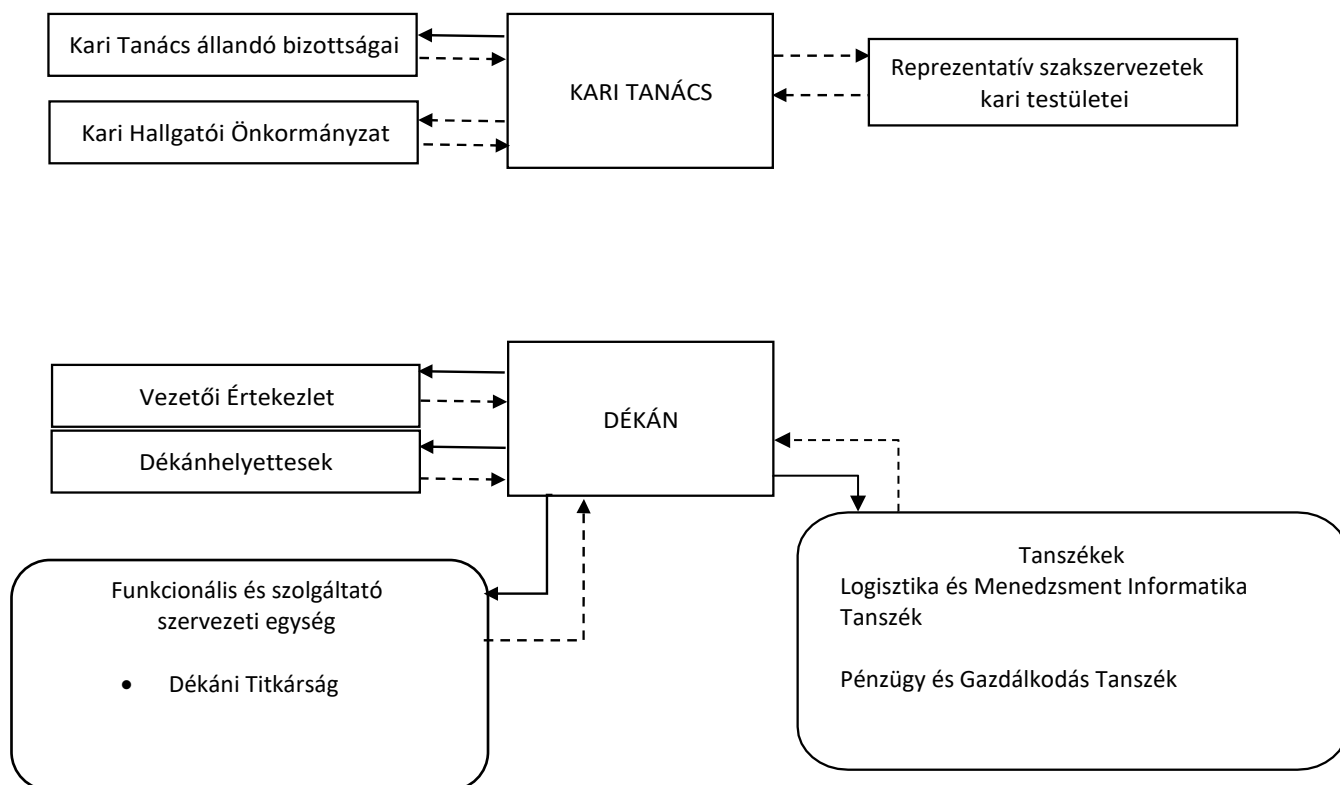 Kari Tanács állandó bizottságai
Kari Hallgatói Önkormányzat
KARI TANÁCS
Reprezentatív szakszervezetek
kari testületei
Vezetői Értekezlet
Dékánhelyettesek
DÉKÁN
Funkcionális és szolgáltató
szervezeti egység
• Dékáni Titkárság
Tanszékek
Logisztika és Menedzsment Informatika
Tanszék
Pénzügy és Gazdálkodás Tanszék